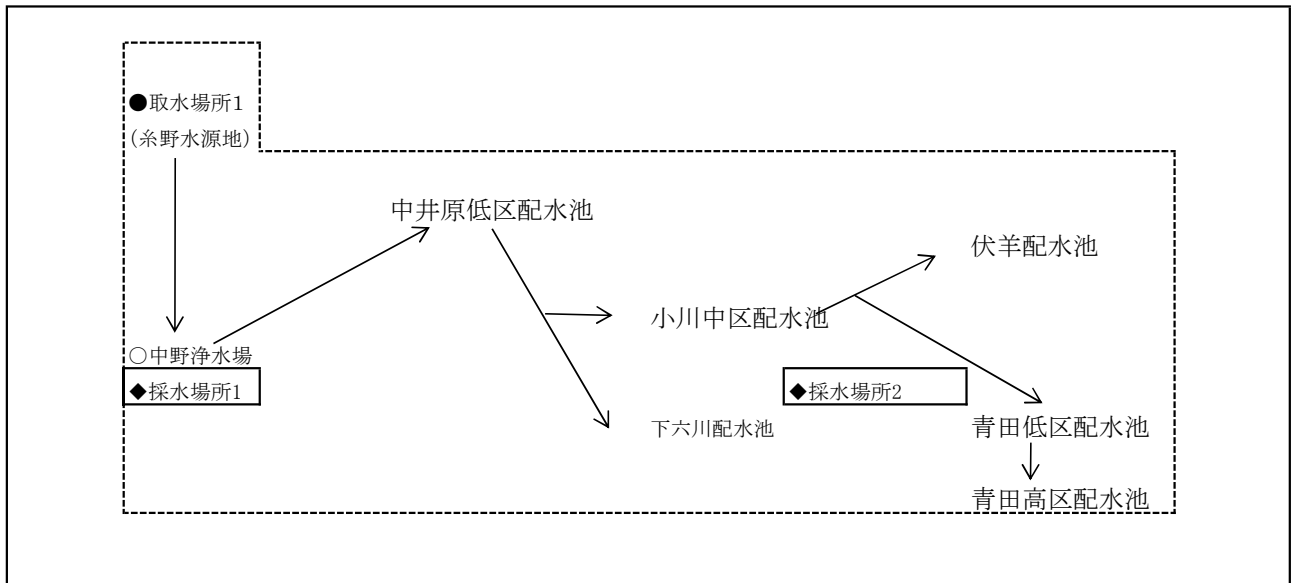 ●取水場所1
(糸野水源地)
中井原低区配水池
伏羊配水池
小川中区配水池
○中野浄水場
◆採水場所1
◆採水場所2
下六川配水池
青田低区配水池
青田高区配水池